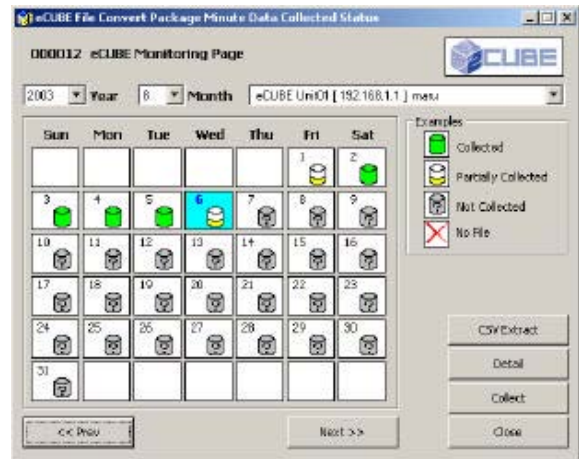 eCUBE File Convert Package Minute Data Collected Status
000012 eCUBE Monitoring Page
eCUBE
2003 Year 8 Month eCUBE Unit01 [ 192.168.1.1 ] maru
Examples
Sun Mon Tue Wed Thu Fri Sat
Collected
1 2
Partially Collected
3 4 5 6 7 8 9
Not Collected
No File
10 11 12 13 14 15 16
17 18 19 20 21 22 23
24 25 26 27 28 29 30
CSV Extract
Detail
31
Collect
<< Prev Next >> Close